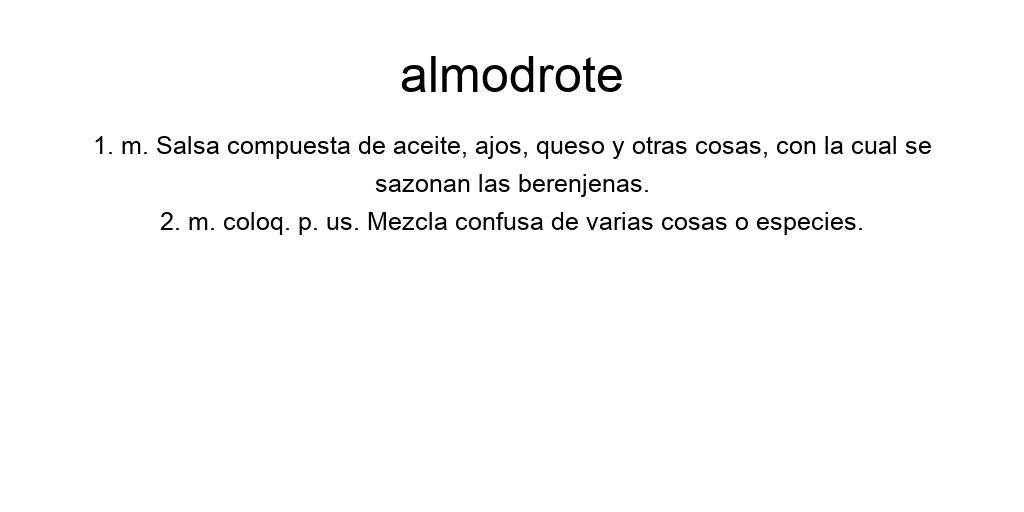 almodrote
1. m. Salsa compuesta de aceite, ajos, queso y otras cosas, con la cual se
sazonan las berenjenas.
2. m. coloq. p. us. Mezcla confusa de varias cosas o especies.